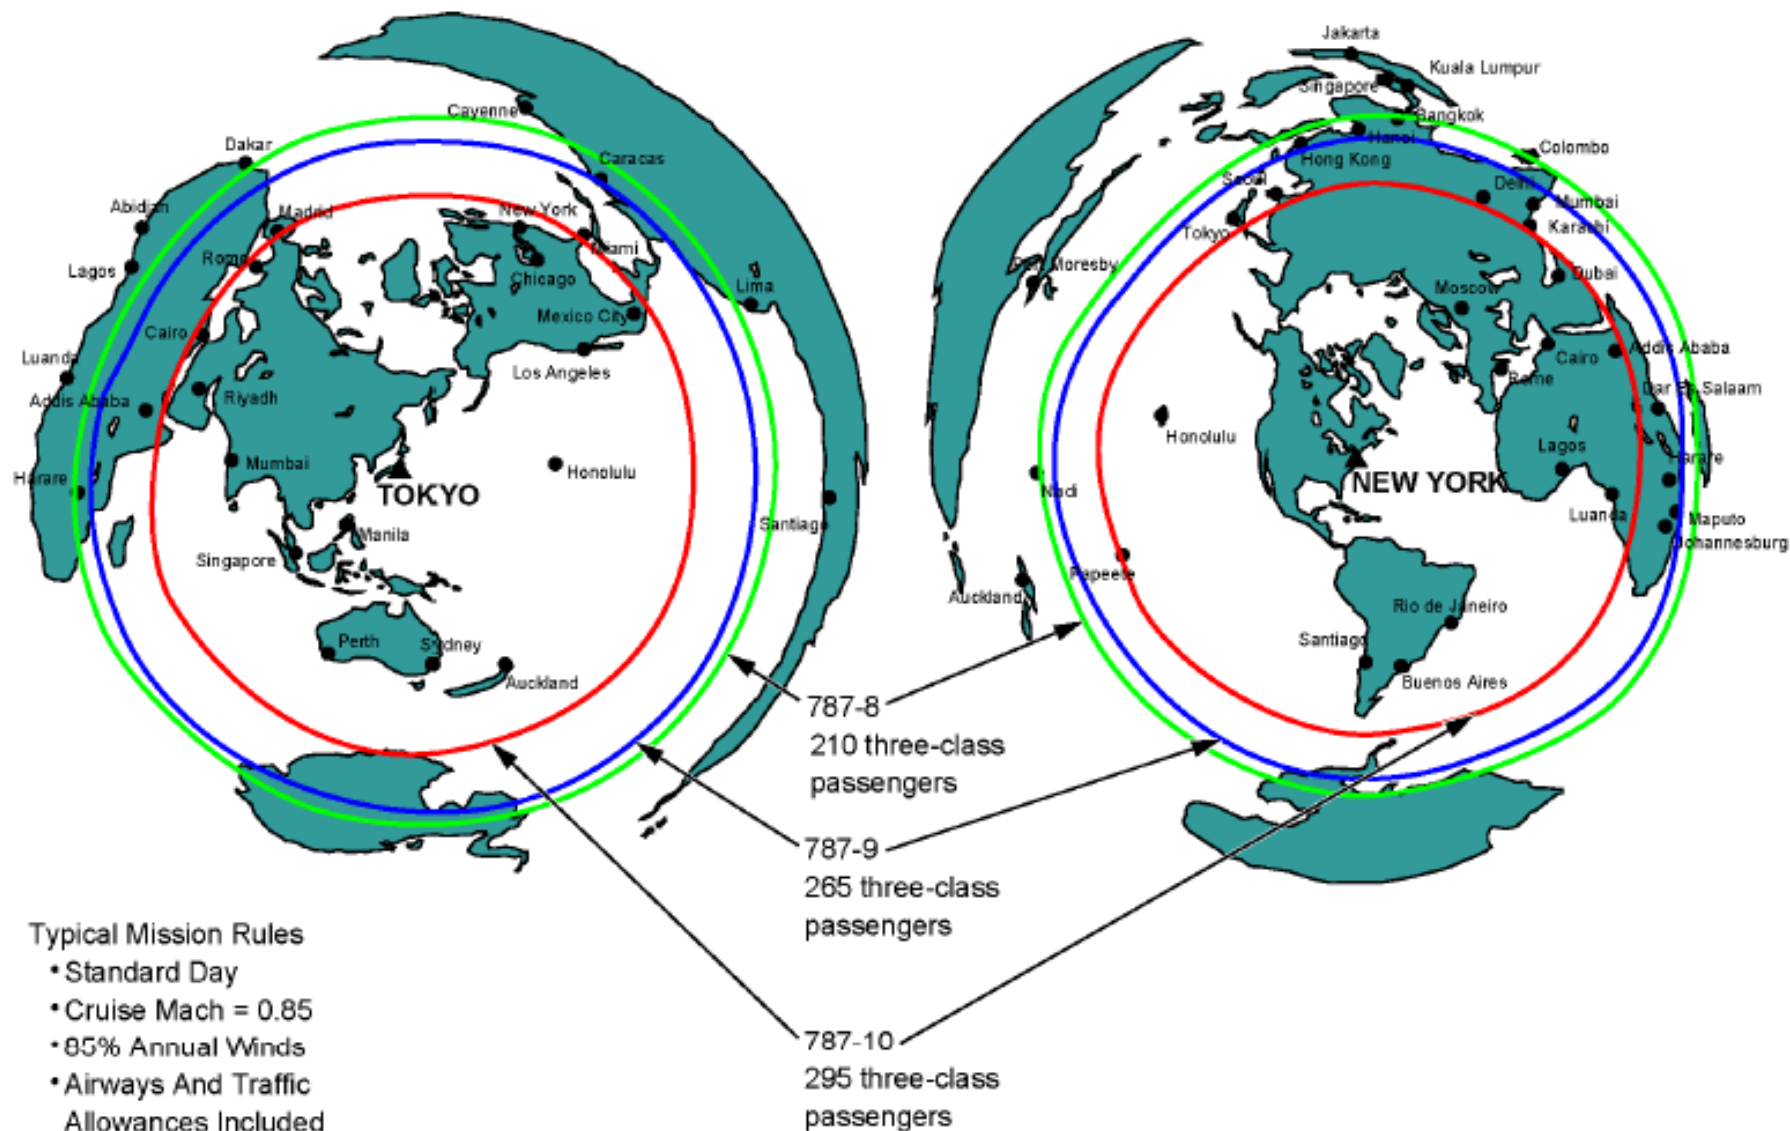 Cayenne
Dakar
Caracas
Abidjan
Madrid
New York
Miami
Rome
Lagos
Chicago
Lima
Cairo
Mexico City
Luanda
Los Angeles
Addis Ababa
Riyadh
Mumbai
Honolulu
Harare
TOKYO
Santiago
Manila
Singapore
Perth
Sydney
Auckland
Jakarta
Kuala Lumpur
Singapore
Bangkok
Hanoi
Hong Kong
Colombo
Seoul
Delhi
Mumbai
Tokyo
Karachi
Port Moresby
Dubai
Moscow
Cairo
Addis Ababa
Rome
Dar Es Salaam
Honolulu
Lagos
Harare
Nadi
NEW YORK
Luanda
Maputo
Johannesburg
Papeete
Auckland
Rio de Janeiro
Santiago
Buenos Aires
787-8
210 three-class
passengers
787-9
265 three-class
passengers
787-10
295 three-class
passengers
Typical Mission Rules
• Standard Day
• Cruise Mach = 0.85
• 85% Annual Winds
• Airways And Traffic
Allowances Included